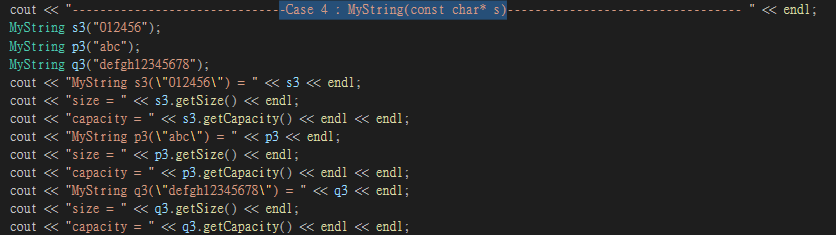 cout << "--------------------------------Case 4 : MyString(const char* s)------------------------------------ " << endl;
MyString s3("012456");
MyString p3("abc");
MyString q3("defgh12345678");
cout << "MyString s3(\"012456\") = " << s3 << endl;
cout << "size = " << s3.getSize() << endl;
cout << "capacity = " << s3.getCapacity() << endl << endl;
cout << "MyString p3(\"abc\") = " << p3 << endl;
cout << "size = " << p3.getSize() << endl;
cout << "capacity = " << p3.getCapacity() << endl << endl;
cout << "MyString q3(\"defgh12345678\") = " << q3 << endl;
cout << "size = " << q3.getSize() << endl;
cout << "capacity = " << q3.getCapacity() << endl << endl;